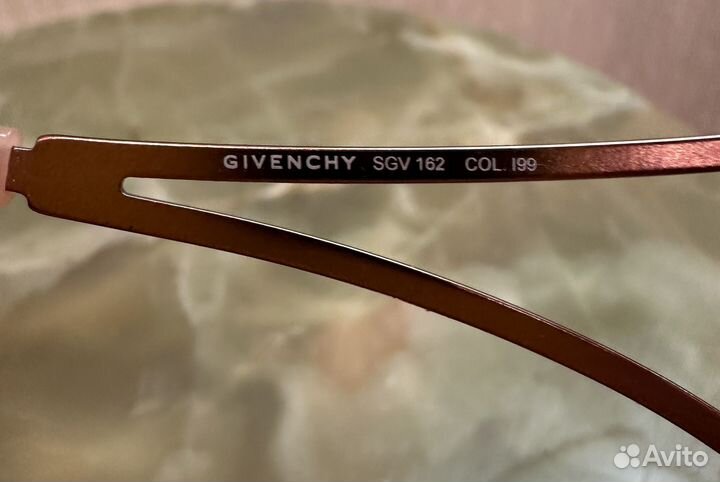 GIVENCHY SGV 162 COL. I99
Avito